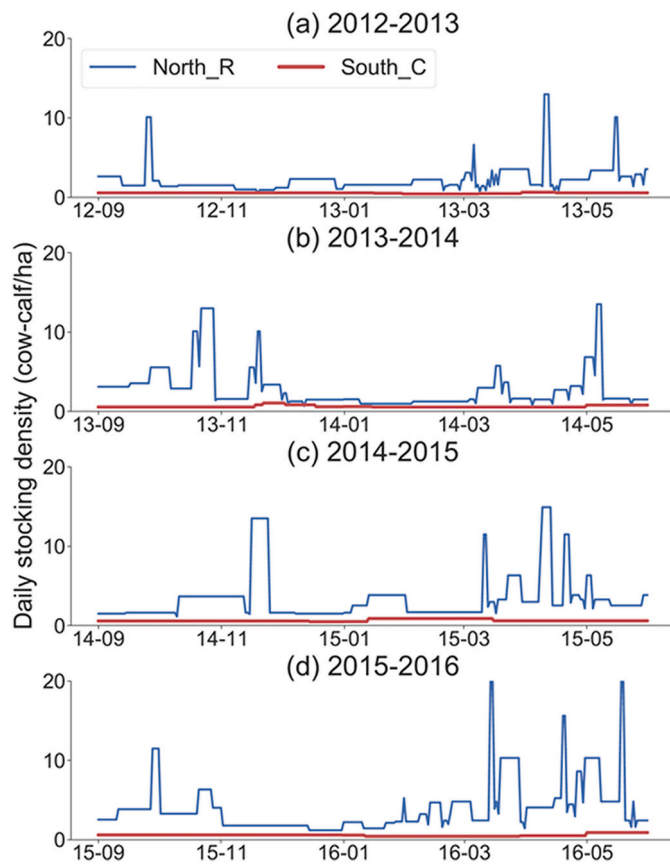 (a) 2012-2013
North_R South_C
20
10
0
12-09 12-11 13-01 13-03 13-05
(b) 2013-2014
20
10
0
13-09 13-11 14-01 14-03 14-05
(c) 2014-2015
20
10
0
14-09 14-11 15-01 15-03 15-05
(d) 2015-2016
20
10
0
15-09 15-11 16-01 16-03 16-05
Daily stocking density (cow-calf/ha)